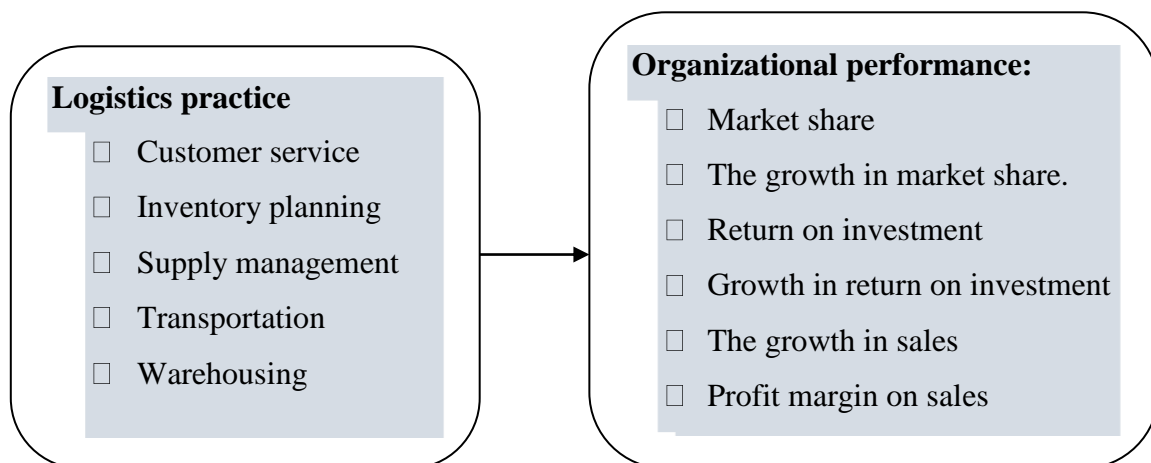 Logistics practice
□ Customer service
□ Inventory planning
□ Supply management
□ Transportation
□ Warehousing
Organizational performance:
□ Market share
□ The growth in market share.
□ Return on investment
□ Growth in return on investment
□ The growth in sales
□ Profit margin on sales